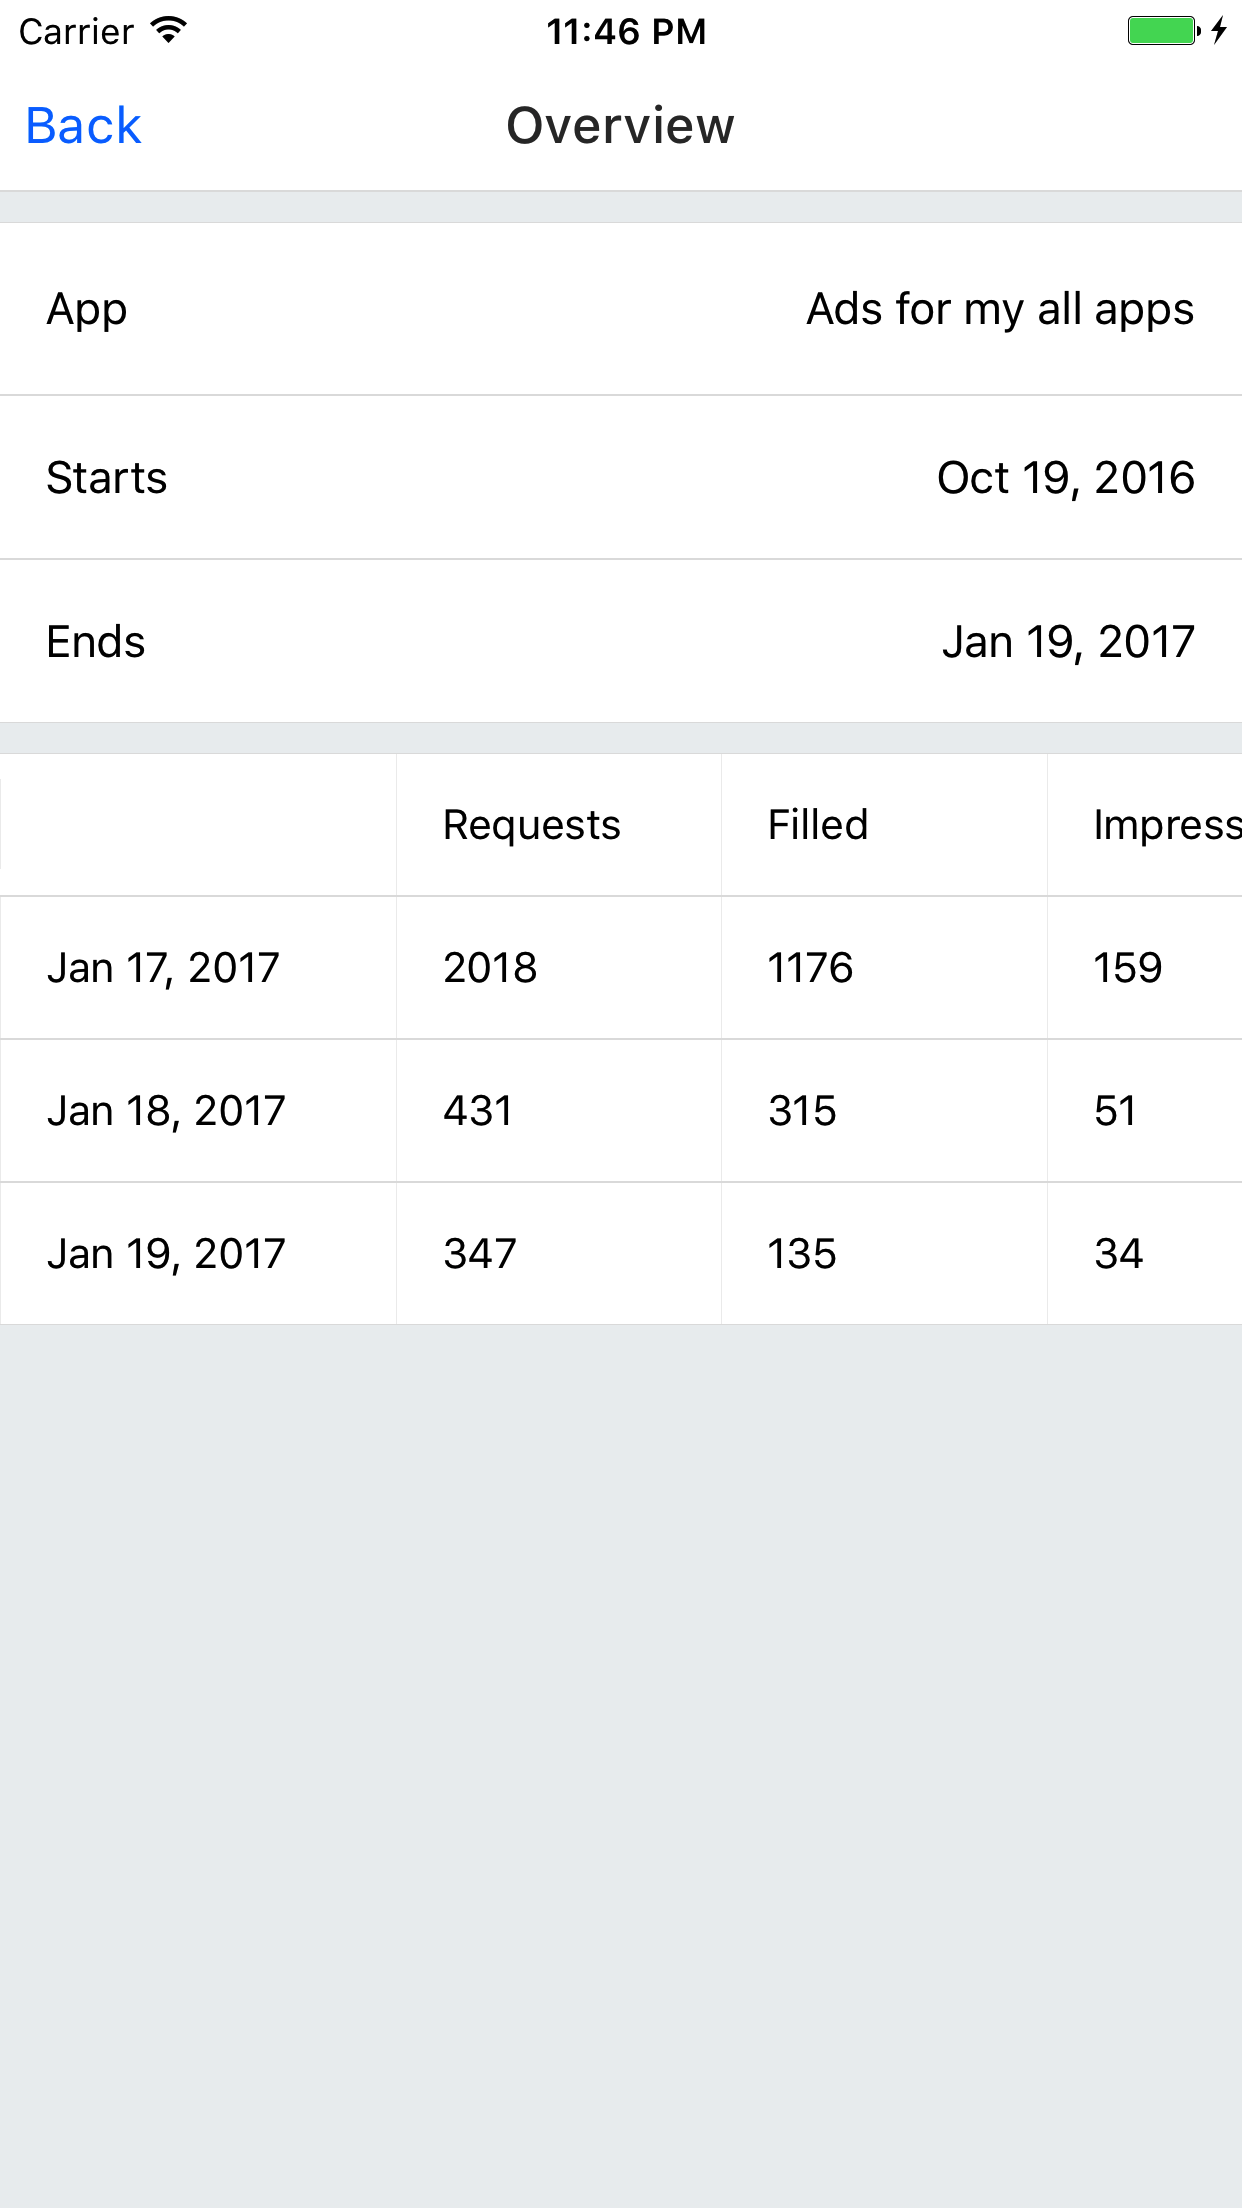 Carrier 11:46 PM
Back Overview
App Ads for my all apps
Starts Oct 19, 2016
Ends Jan 19, 2017
Requests Filled Impress
Jan 17, 2017 2018 1176 159
Jan 18, 2017 431 315 51
Jan 19, 2017 347 135 34